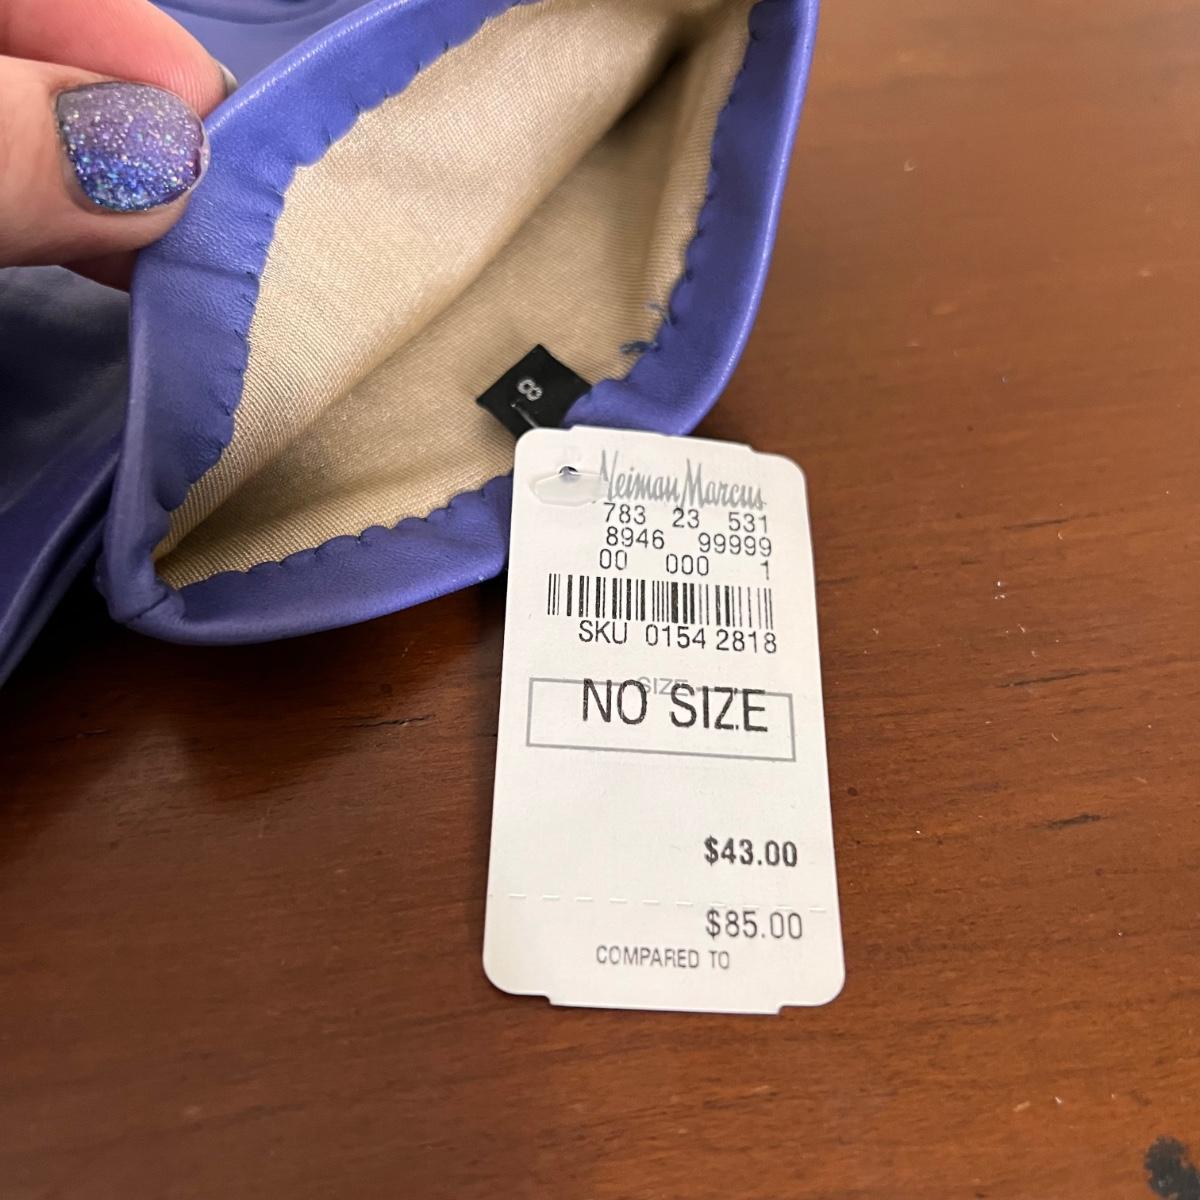 8
Neiman Marcus
783 23 531
8946 99999
00 000 1
SKU 0154 2818
SIZE
NO SIZE
$43.00
$85.00
COMPARED TO